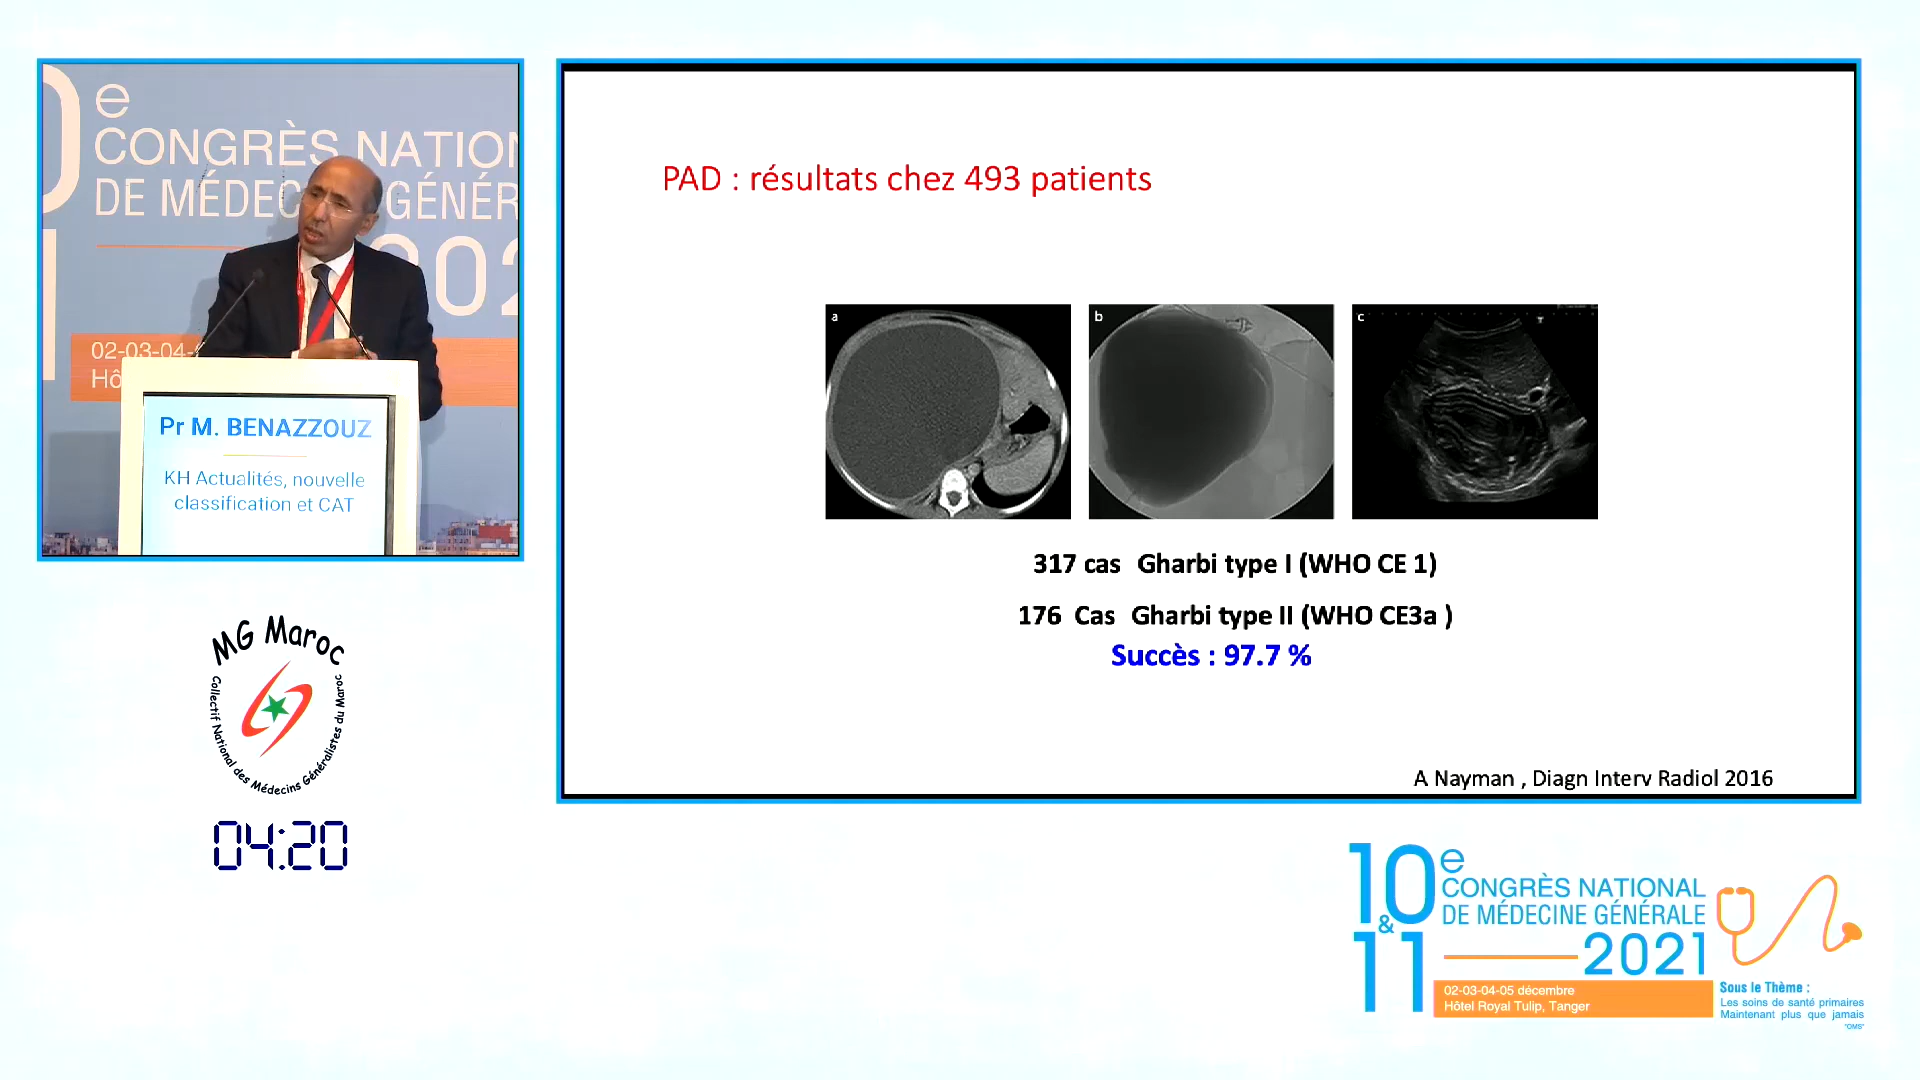 e
CONGRÈS NATION
DE MÉDEC GÉNÉR
202
02-03-04-
Hô
Pr M. BENAZZOUZ
KH Actualités, nouvelle
classification et CAT
PAD : résultats chez 493 patients
a
b
c
317 cas Gharbi type I (WHO CE 1)
176 Cas Gharbi type II (WHO CE3a )
Succès : 97.7 %
A Nayman , Diagn Interv Radiol 2016
MG Maroc
Collectif National des Médecins Généralistes du Maroc
04:20
10e
&
11
CONGRÈS NATIONAL
DE MÉDECINE GÉNÉRALE
2021
02-03-04-05 décembre
Hôtel Royal Tulip, Tanger
Sous le Thème :
Les soins de santé primaires
Maintenant plus que jamais
"OMS"